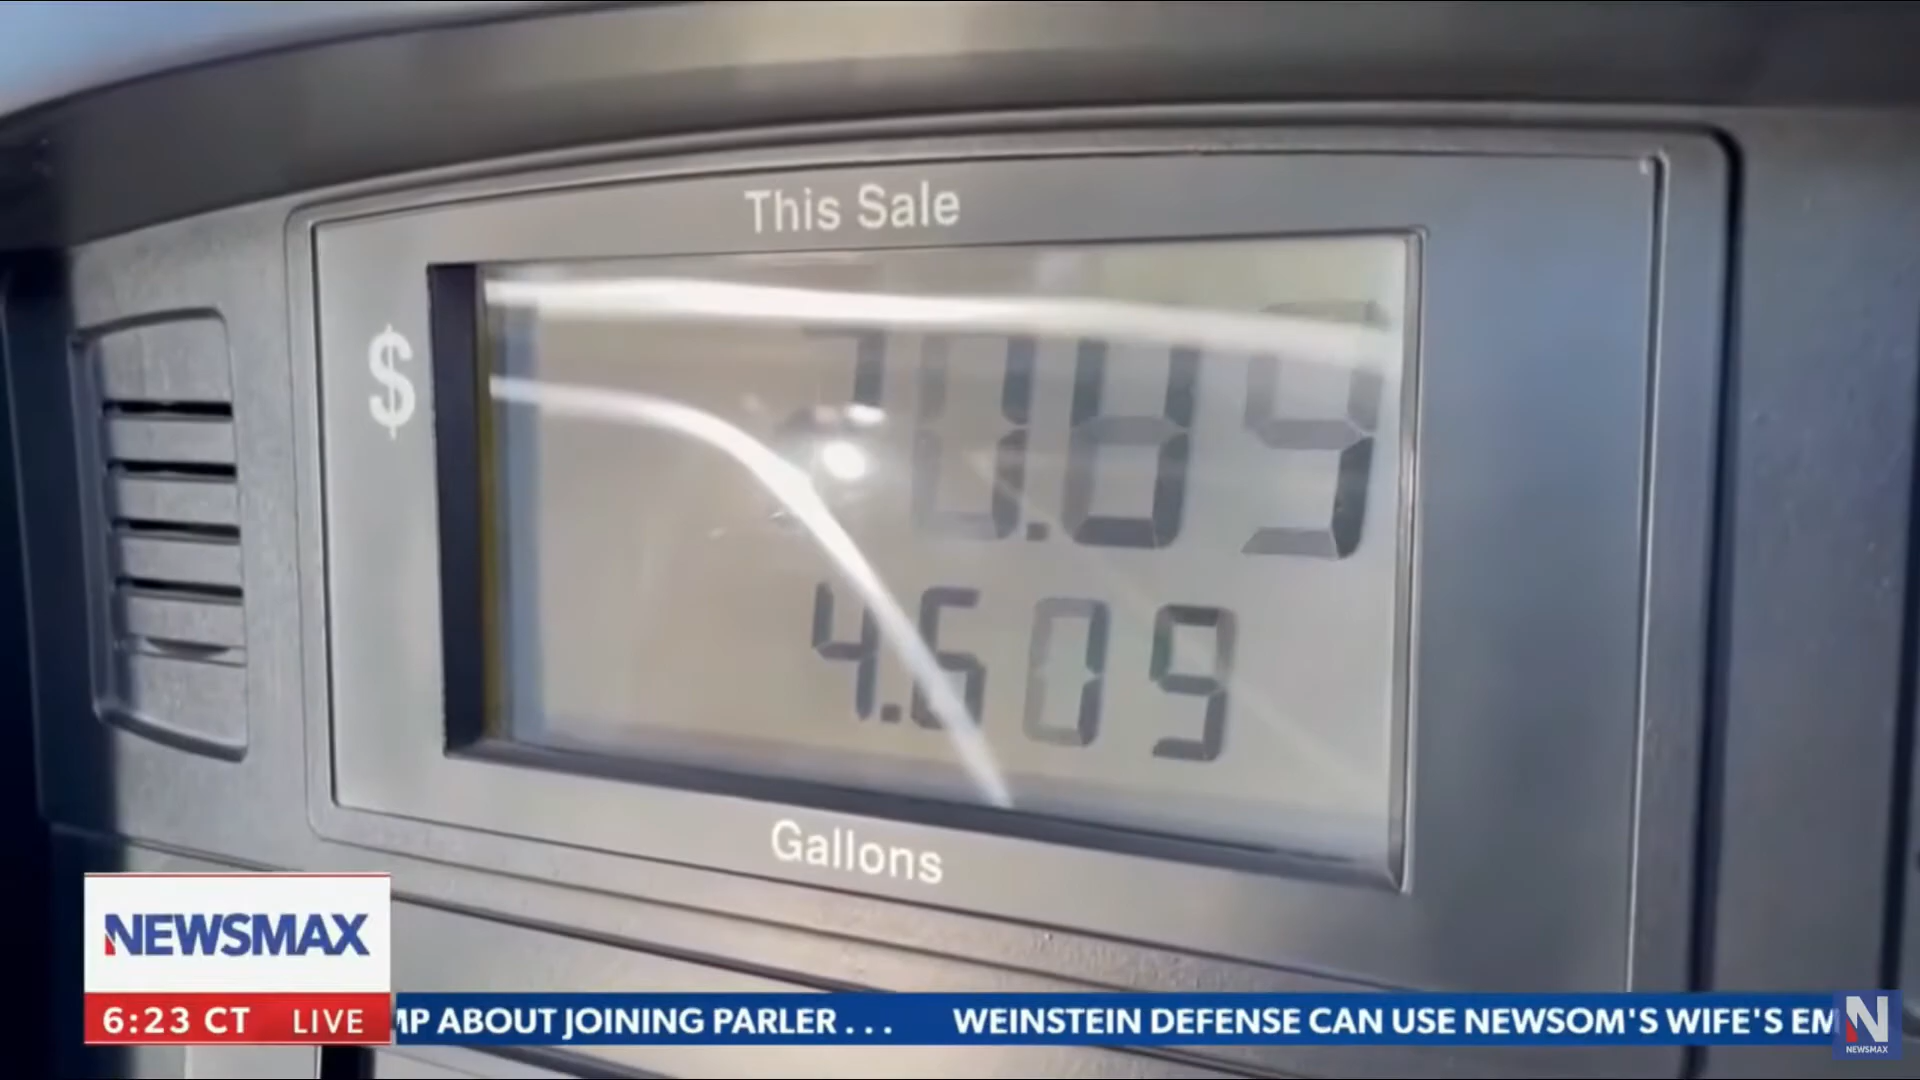 This Sale
$
4.609
Gallons
NEWSMAX
6:23 CT LIVE
MP ABOUT JOINING PARLER . . . WEINSTEIN DEFENSE CAN USE NEWSOM'S WIFE'S EM
N
NEWSMAX